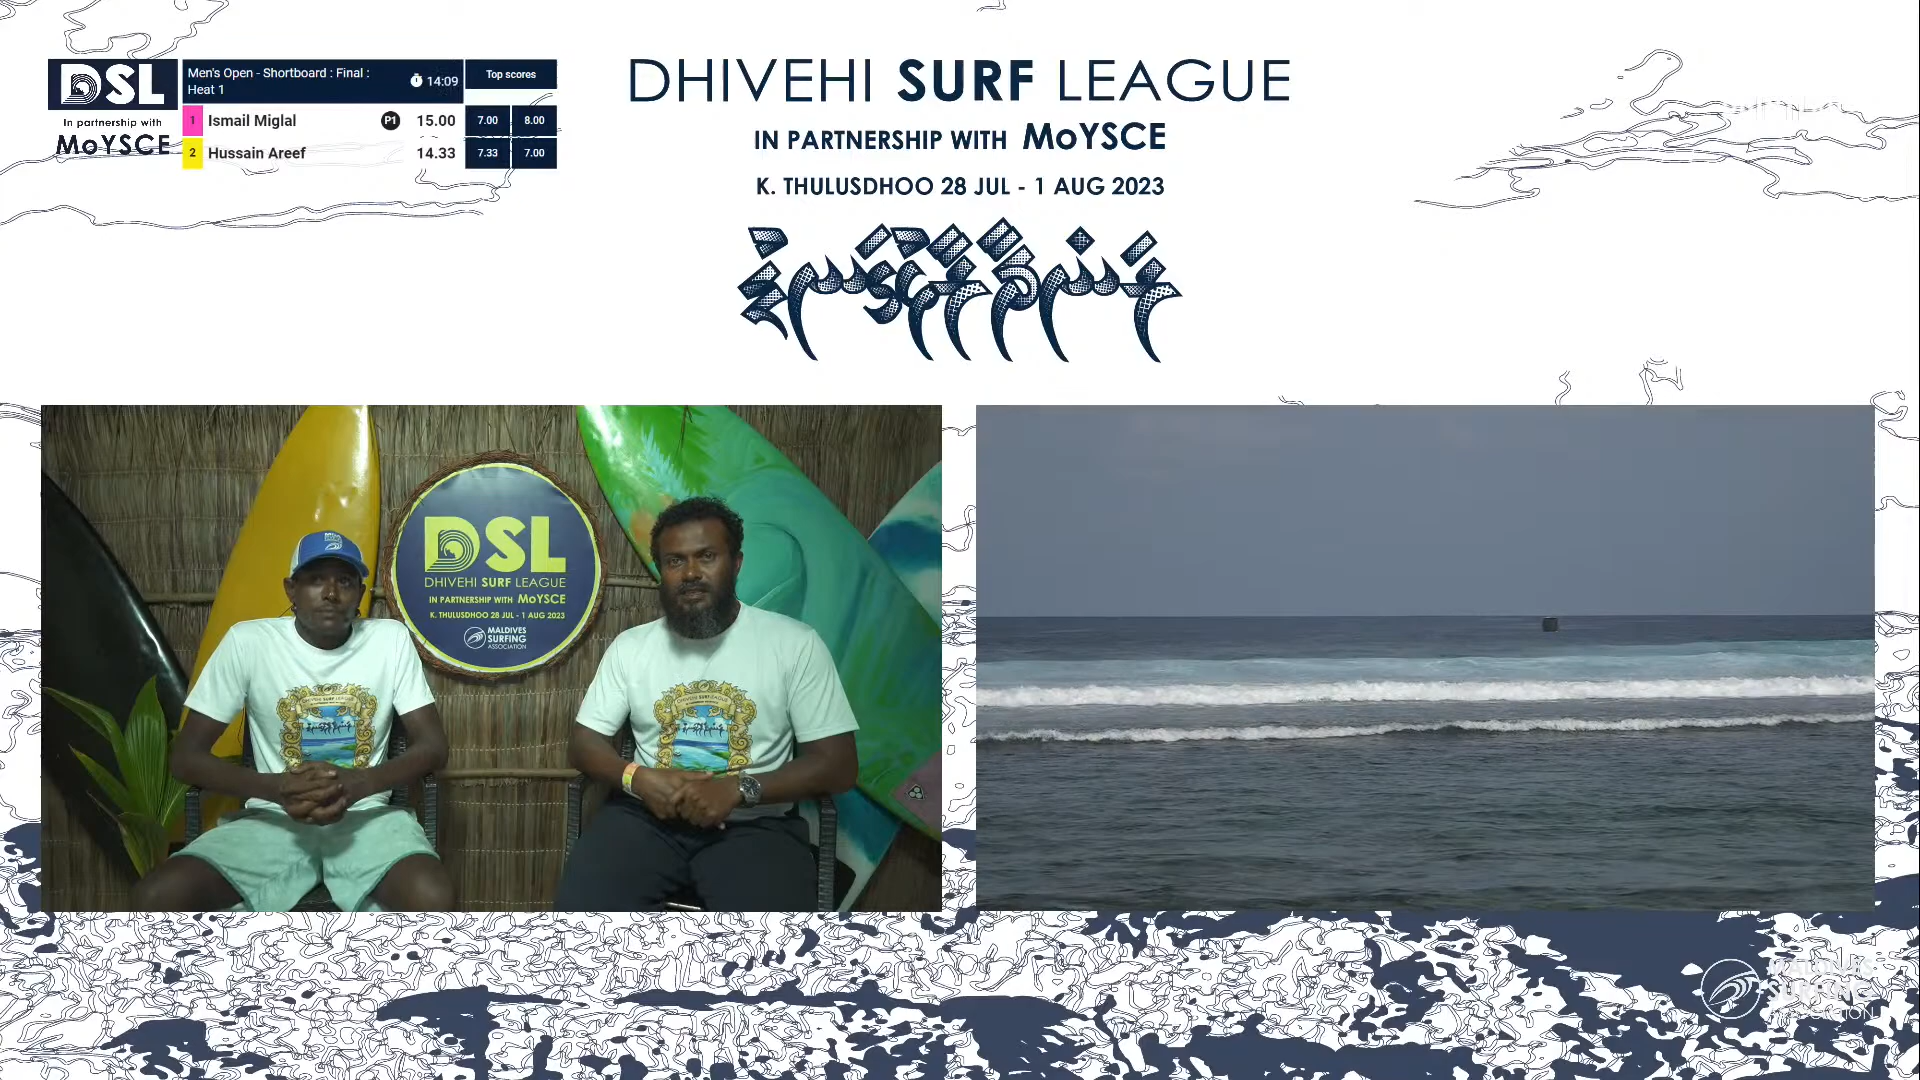 DSL
In partnership with
MoYSCE
Men's Open - Shortboard : Final :
Heat 1
14:09
Top scores
1 Ismail Miglal P1 15.00 7.00 8.00
2 Hussain Areef 14.33 7.33 7.00
DHIVEHI SURF LEAGUE
IN PARTNERSHIP WITH MoYSCE
K. THULUSDHOO 28 JUL - 1 AUG 2023
DSL
DHIVEHI SURF LEAGUE
IN PARTNERSHIP WITH MoYSCE
K. THULUSDHOO 28 JUL - 1 AUG 2023
MALDIVES
SURFING
ASSOCIATION
MALDIVES
SURFING
ASSOCIATION